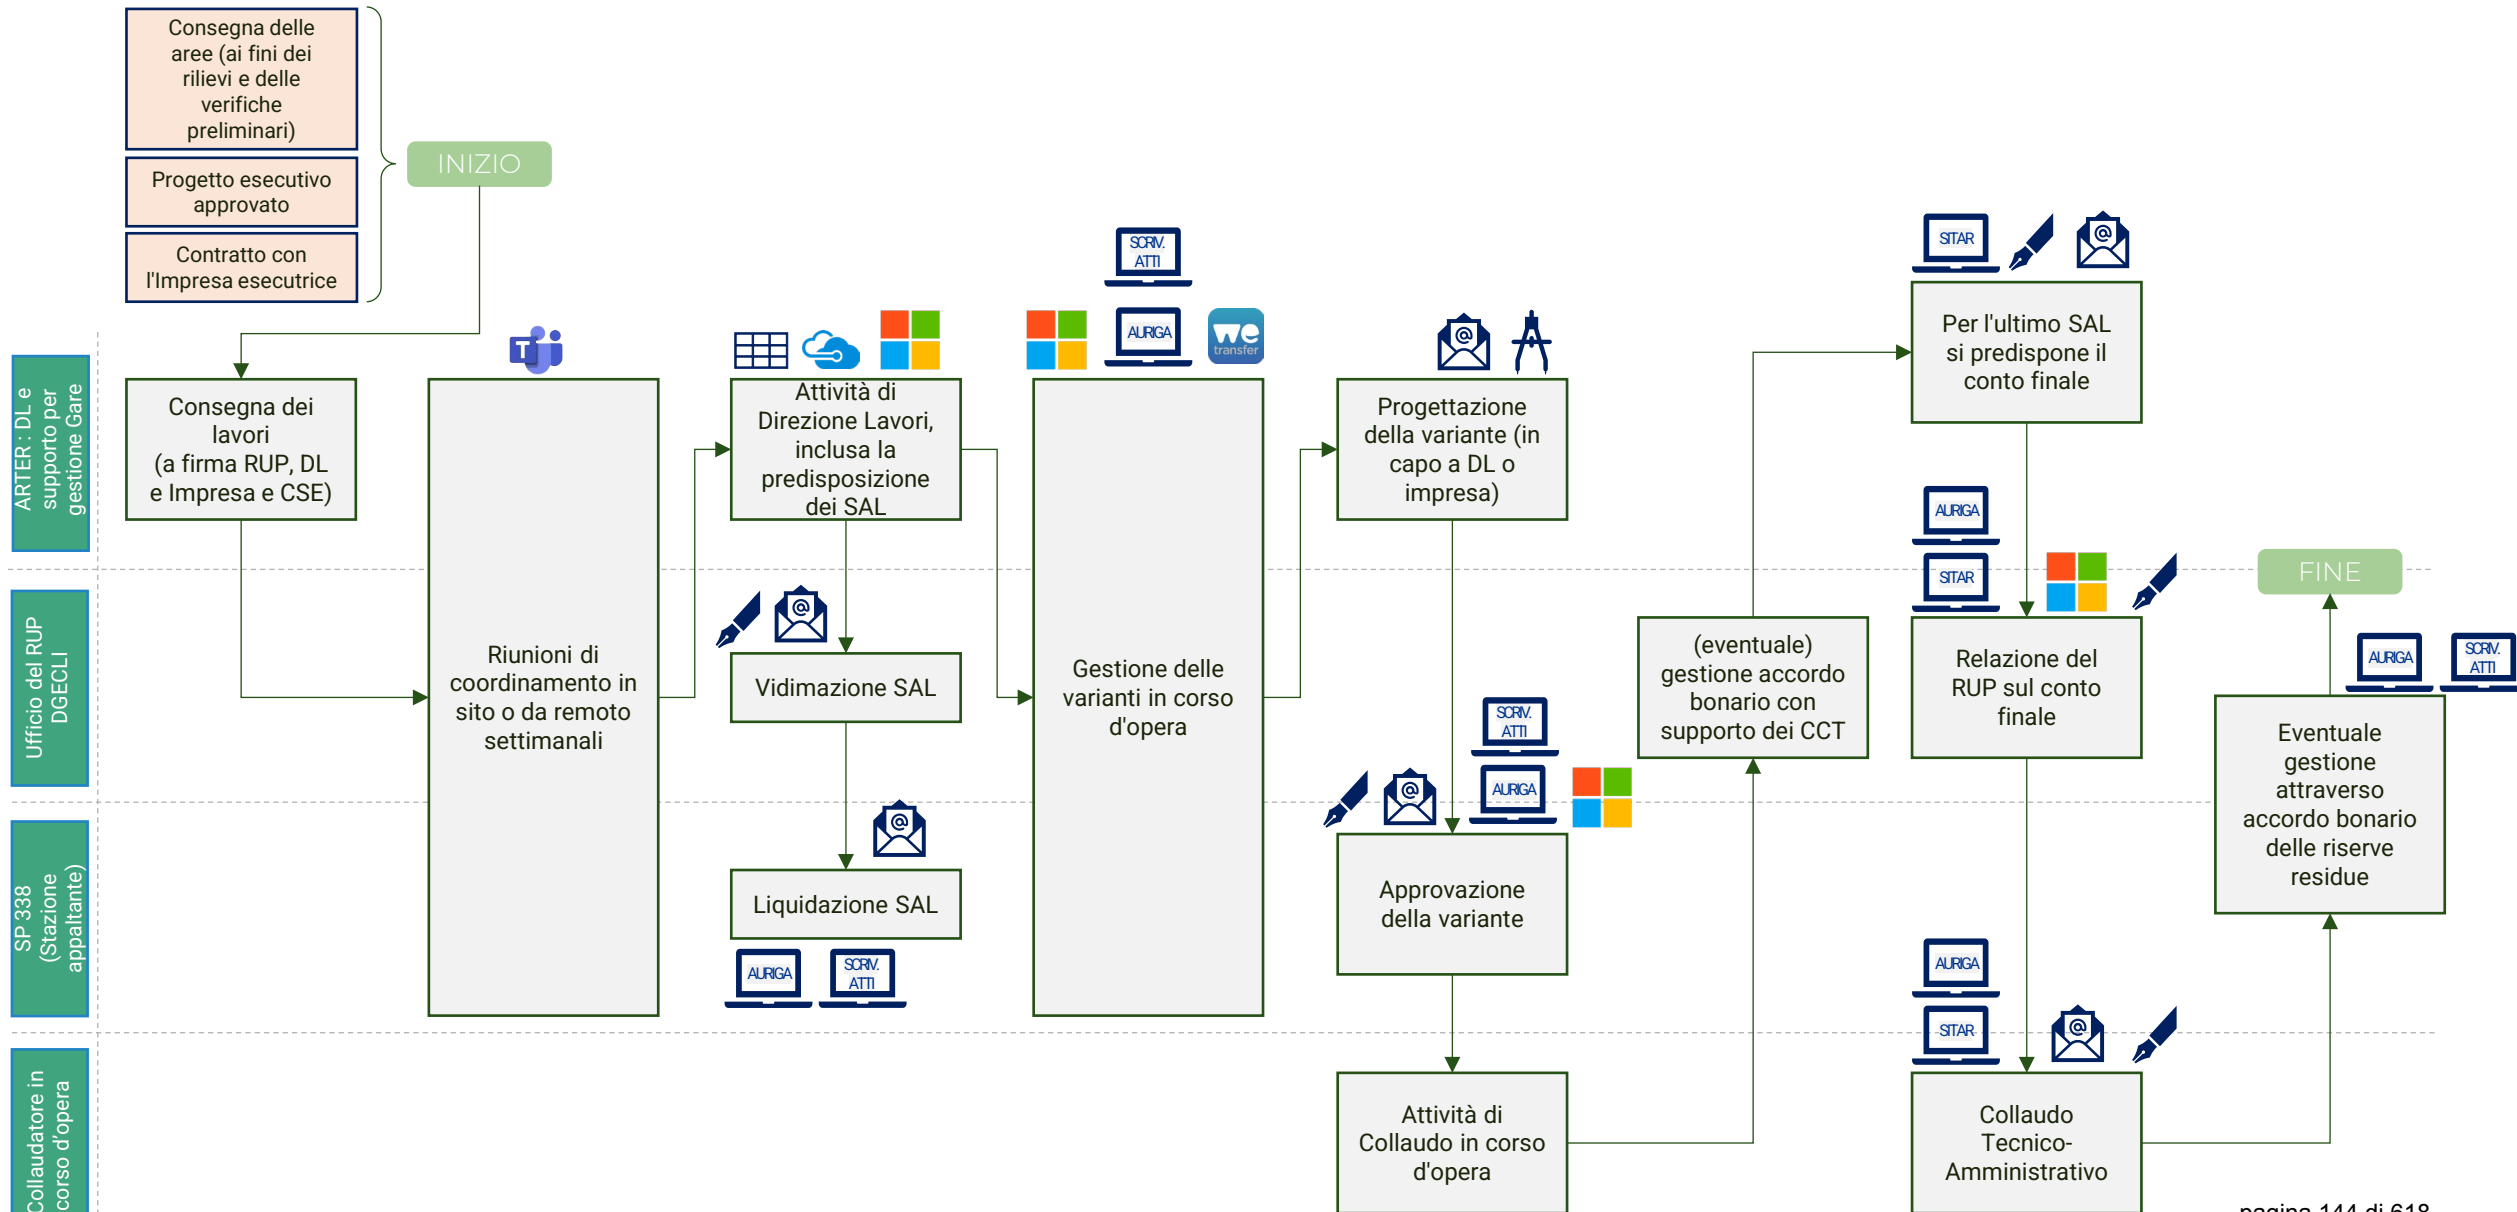 Consegna delle
aree (ai fini dei
rilievi e delle
verifiche
preliminari)
Progetto esecutivo
approvato
Contratto con
l'Impresa esecutrice
INIZIO
ARTER : DL e
supporto per
gestione Gare
Consegna dei
lavori
(a firma RUP, DL
e Impresa e CSE)
T
Riunioni di
coordinamento in
sito o da remoto
settimanali
Attività di
Direzione Lavori,
inclusa la
predisposizione
dei SAL
SCRIV.
ATTI
AURIGA
we
transfer
Gestione delle
varianti in corso
d'opera
@
Progettazione
della variante (in
capo a DL o
impresa)
SITAR
@
Per l'ultimo SAL
si predispone il
conto finale
Ufficio del RUP
DGECLI
@
Vidimazione SAL
(eventuale)
gestione accordo
bonario con
supporto dei CCT
AURIGA
SITAR
Relazione del
RUP sul conto
finale
FINE
AURIGA
SCRIV.
ATTI
Eventuale
gestione
attraverso
accordo bonario
delle riserve
residue
SP 338
(Stazione
appaltante)
@
Liquidazione SAL
AURIGA
SCRIV.
ATTI
@
SCRIV.
ATTI
AURIGA
Approvazione
della variante
Collaudatore in
corso d'opera
Attività di
Collaudo in corso
d'opera
AURIGA
SITAR
@
Collaudo
Tecnico-
Amministrativo
pagina 144 di 618